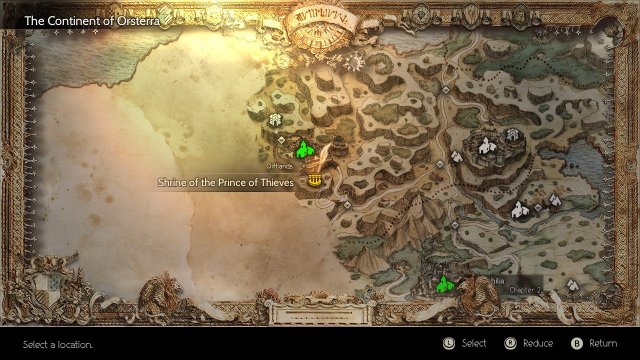 The Continent of Orsterra
Cliftlands
Shrine of the Prince of Thieves
Chapter 2
Select a location.
L Select
R Reduce
B Return